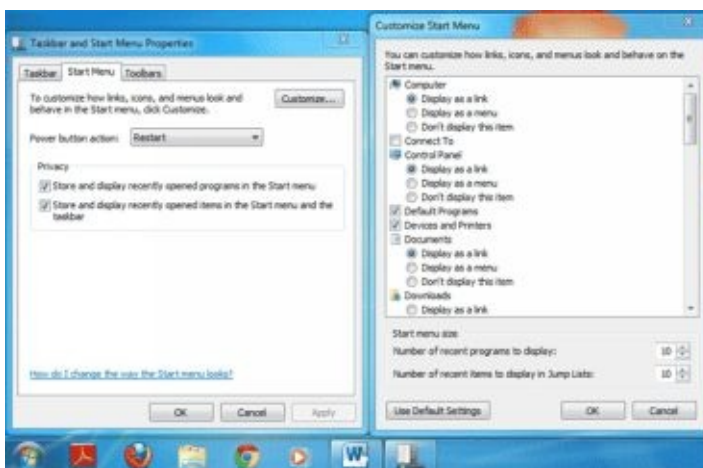 Taskbar and Start Menu Properties
Taskbar
Start Menu
Toolbars
To customize how links, icons, and menus look and
behave in the Start menu, click Customize.
Customize...
Power button action:
Restart
Privacy
Store and display recently opened programs in the Start menu
Store and display recently opened items in the Start menu and the
taskbar
How do I change the way the Start menu looks?
OK
Cancel
Apply
Customize Start Menu
You can customize how links, icons, and menus look and behave on the
Start menu.
Computer
Display as a link
Display as a menu
Don't display this item
Connect To
Control Panel
Display as a link
Display as a menu
Don't display this item
Default Programs
Devices and Printers
Documents
Display as a link
Display as a menu
Don't display this item
Downloads
Display as a link
Start menu size
Number of recent programs to display:
10
Number of recent items to display in Jump Lists:
10
Use Default Settings
OK
Cancel
W